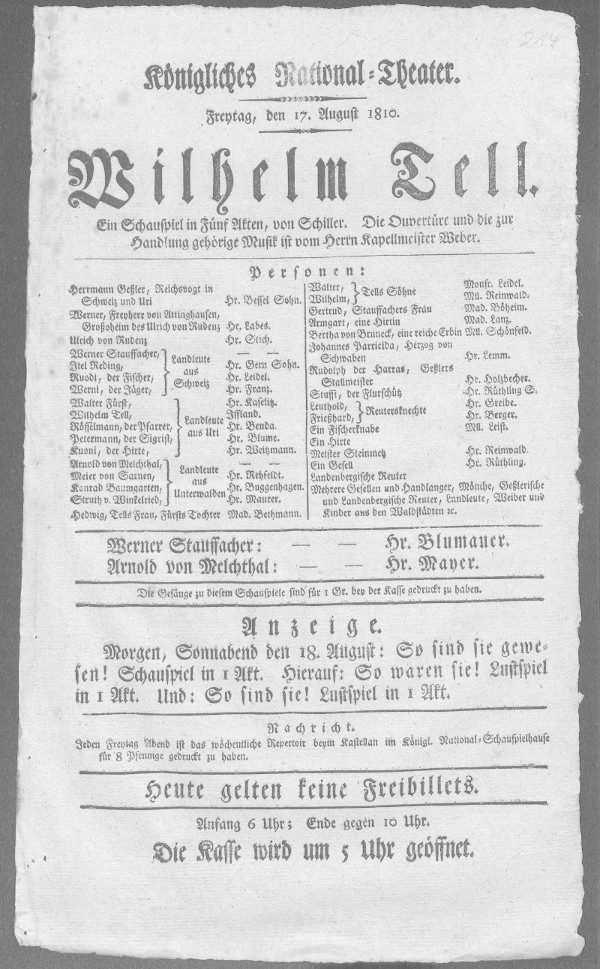 Königliches National-Theater.
Freytag, den 17. August 1810.
Wilhelm Tell.
Ein Schauspiel in Fünf Akten, von Schiller. Die Ouvertüre und die zur
Handlung gehörige Musik ist vom Herrn Kapellmeister Weber.
Personen:
Herrmann Geßler, Reichsvogt in
Schweiz und Uri Hr. Bessel Sohn.
Werner, Freyherr von Attinghausen,
Großoheim des Ulrich von Rudenz Hr. Labes.
Ulrich von Rudenz Hr. Stich.
Werner Stauffacher, — —
Itel Reding, Landleute Hr. Gern Sohn.
Ruodi, der Fischer, aus Hr. Leidel.
Werni, der Jäger, Schweiz Hr. Franz.
Walter Fürst, Hr. Kaselitz.
Wilhelm Tell, Iffland.
Rösselmann, der Pfarrer, Landleute Hr. Benda.
Petermann, der Sigrist, aus Uri Hr. Blume.
Kuoni, der Hirte, Hr. Weitzmann.
Arnold von Melchthal, — —
Meier von Sarnen, Landleute Hr. Rehfeldt.
Konrad Baumgarten, aus Hr. Buggenhagen.
Struth v. Winkelried, Unterwalden Hr. Maurer.
Hedwig, Tells Frau, Fürsts Tochter Mad. Bethmann.
Walter, Tells Söhne Monsr. Leidel.
Wilhelm, Mll. Reinwald.
Gertrud, Stauffachers Frau Mad. Böheim.
Armgart, eine Hirtin Mad. Lanz.
Bertha von Bruneck, eine reiche Erbin Mll. Schönfeld.
Johannes Parricida, Herzog von
Schwaben Hr. Lemm.
Rudolph der Harras, Geßlers
Stallmeister Hr. Holzbecher.
Stüssi, der Flurschütz Hr. Rüthling S.
Leuthold, Reutersknechte Hr. Greibe.
Frießhard, Hr. Berger.
Ein Fischerknabe Mll. Leist.
Ein Hirte
Meister Steinmetz Hr. Reinwald.
Ein Gesell Hr. Rüthling.
Landenbergische Reuter
Mehrere Gesellen und Handlanger, Mönche, Geßlerische
und Landenbergische Reuter, Landleute, Weiber und
Kinder aus den Waldstädten ꝛc.
Werner Stauffacher: — — Hr. Blumauer.
Arnold von Melchthal: — — Hr. Mayer.
Die Gesänge zu diesem Schauspiele sind für 1 Gr. bey der Kasse gedruckt zu haben.
Anzeige.
Morgen, Sonnabend den 18. August: So sind sie gewe-
sen! Schauspiel in 1 Akt. Hierauf: So waren sie! Lustspiel
in 1 Akt. Und: So sind sie! Lustspiel in 1 Akt.
Nachricht.
Jeden Freytag Abend ist das wöchentliche Repertoir beym Kastellan im Königl. National-Schauspielhause
für 8 Pfennige gedruckt zu haben.
Heute gelten keine Freibillets.
Anfang 6 Uhr; Ende gegen 10 Uhr.
Die Kasse wird um 5 Uhr geöffnet.